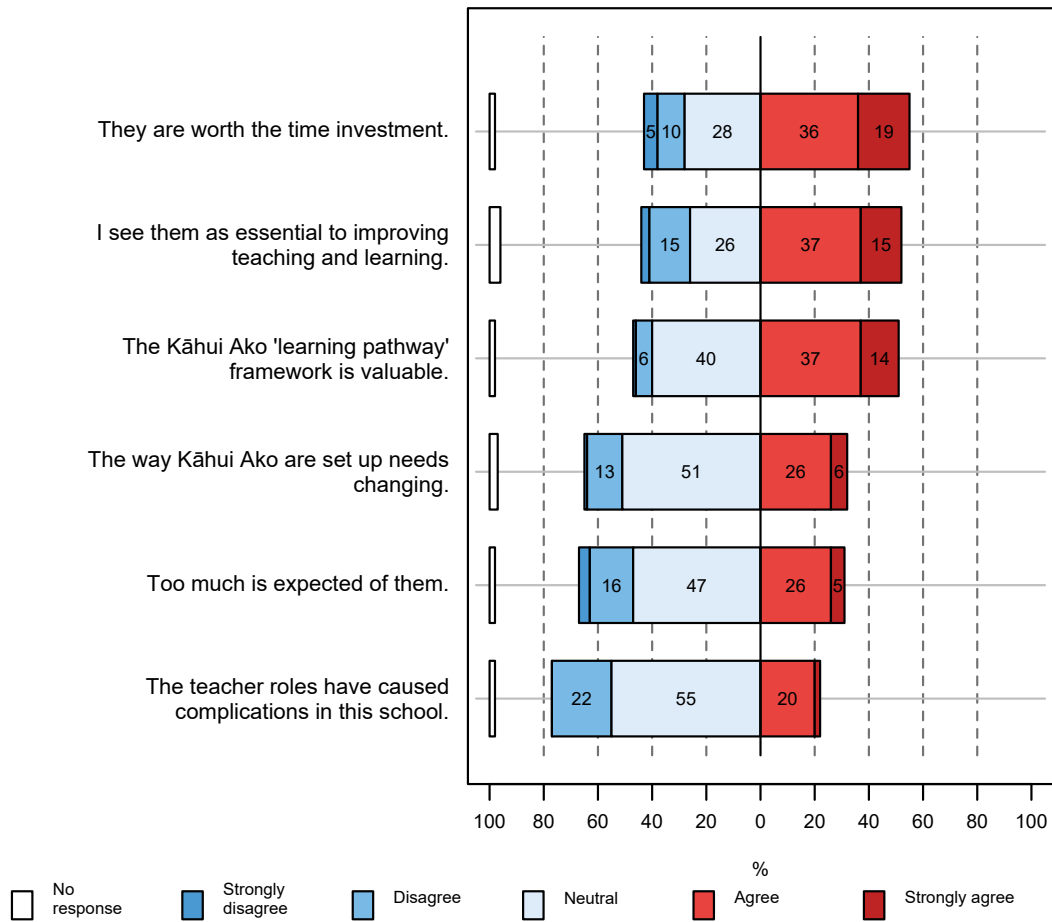 They are worth the time investment.
5 10 28 36 19
I see them as essential to improving
teaching and learning.
15 26 37 15
The Kāhui Ako 'learning pathway'
framework is valuable.
6 40 37 14
The way Kāhui Ako are set up needs
changing.
13 51 26 6
Too much is expected of them.
16 47 26 5
The teacher roles have caused
complications in this school.
22 55 20
100 80 60 40 20 0 20 40 60 80 100
%
No
response
Strongly
disagree
Disagree
Neutral
Agree
Strongly agree